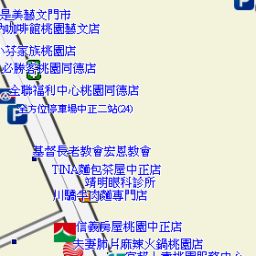 是美藝文門市
內咖啡館桃園藝文店
小芬家族桃園店
必勝客桃園同德店
全聯福利中心桃園同德店
全方位停車場中正二站(24)
基督長老教會宏恩教會
TINA麵包茶屋中正店
靖明眼科診所
川騰牛肉麵專門店
信義房屋桃園中正店
夫妻肺片麻辣火鍋桃園店